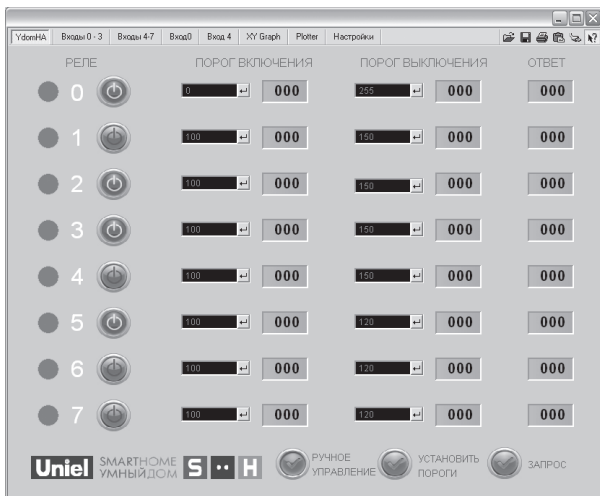 YdomHA Входы 0 - 3 Входы 4-7 Вход0 Вход 4 XY Graph Plotter Настройки
РЕЛЕ ПОРОГ ВКЛЮЧЕНИЯ ПОРОГ ВЫКЛЮЧЕНИЯ ОТВЕТ
0 0 000 255 000 000
1 100 000 150 000 000
2 100 000 150 000 000
3 100 000 150 000 000
4 100 000 150 000 000
5 100 000 120 000 000
6 100 000 120 000 000
7 100 000 120 000 000
Uniel SMARTHOME УМНЫЙДОМ S H
РУЧНОЕ УПРАВЛЕНИЕ
УСТАНОВИТЬ ПОРОГИ
ЗАПРОС